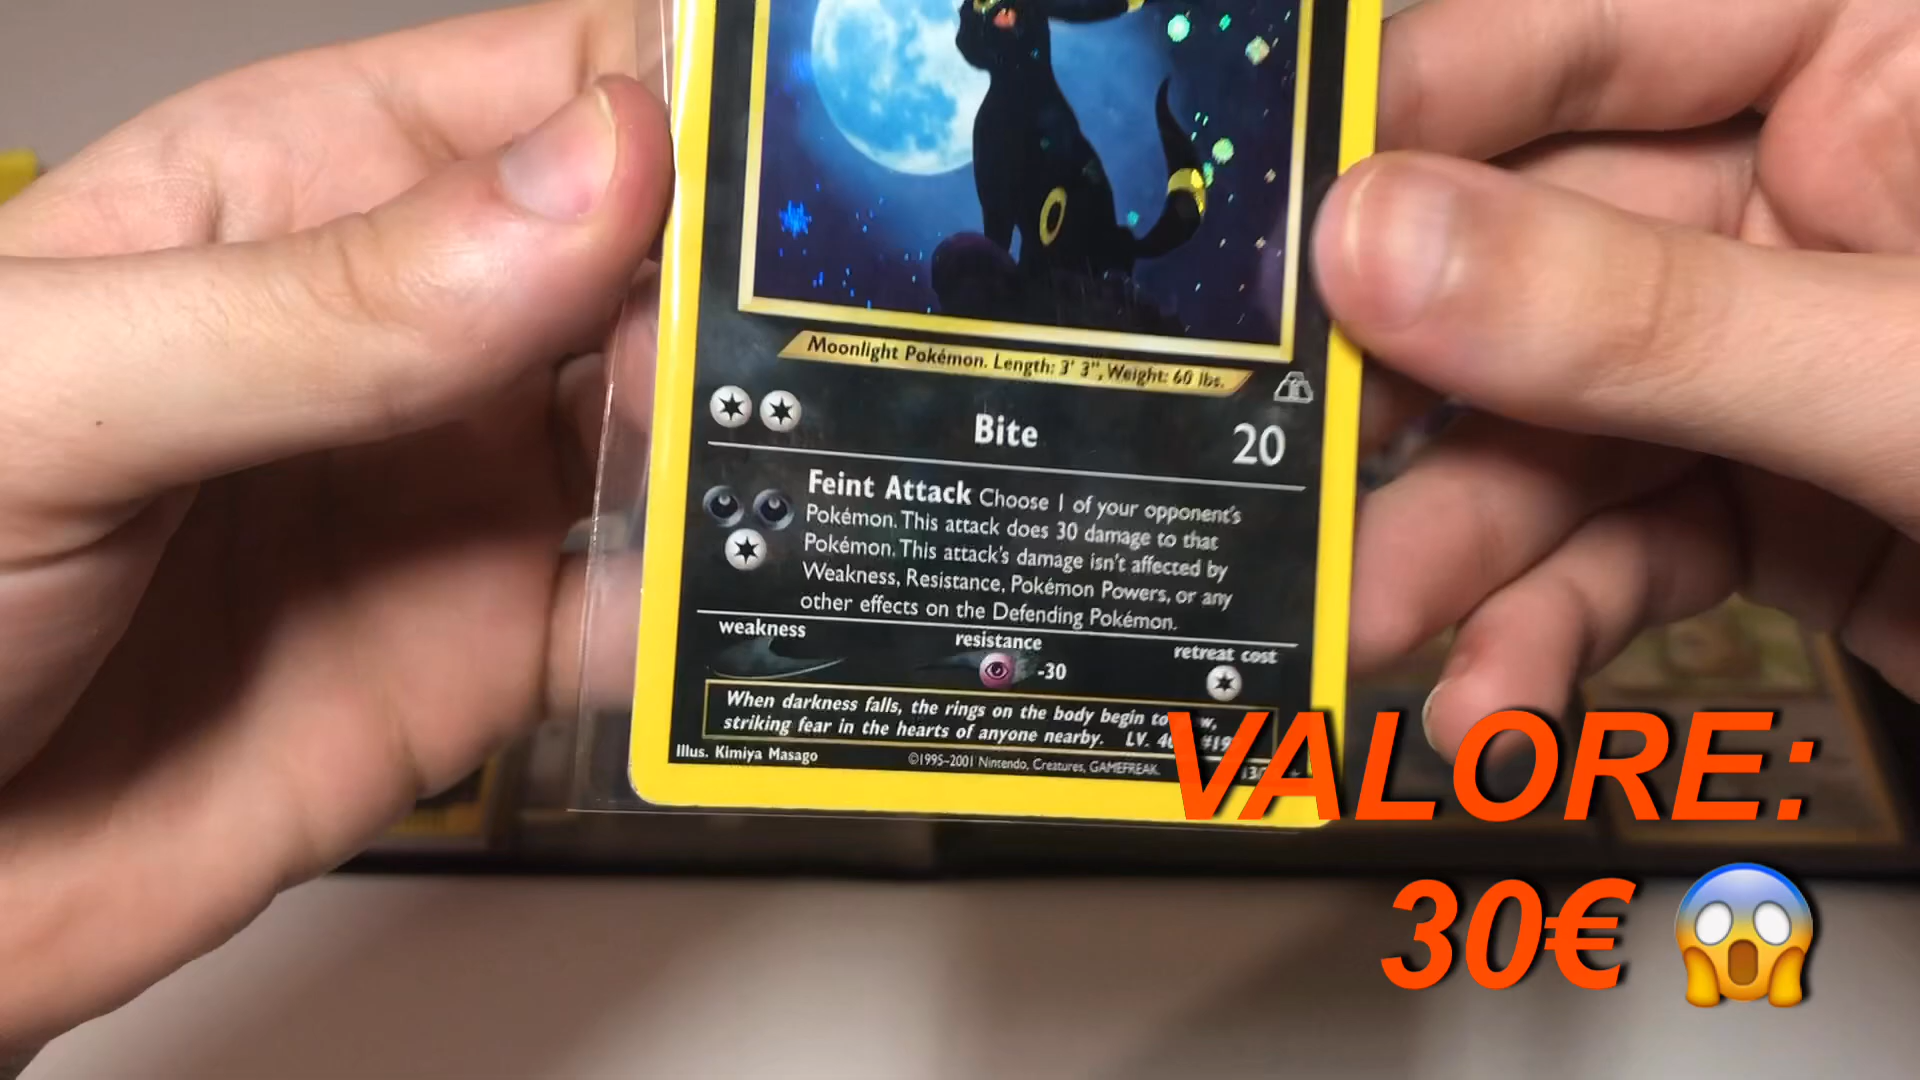 Moonlight Pokémon. Length: 3' 3", Weight: 60 lbs.
Bite 20
Feint Attack Choose 1 of your opponent's
Pokémon. This attack does 30 damage to that
Pokémon. This attack's damage isn't affected by
Weakness, Resistance, Pokémon Powers, or any
other effects on the Defending Pokémon.
weakness resistance retreat cost
-30
When darkness falls, the rings on the body begin to
striking fear in the hearts of anyone nearby. LV.
Illus. Kimiya Masago ©1995-2001 Nintendo, Creatures, GAMEFREAK.
VALORE:
30€